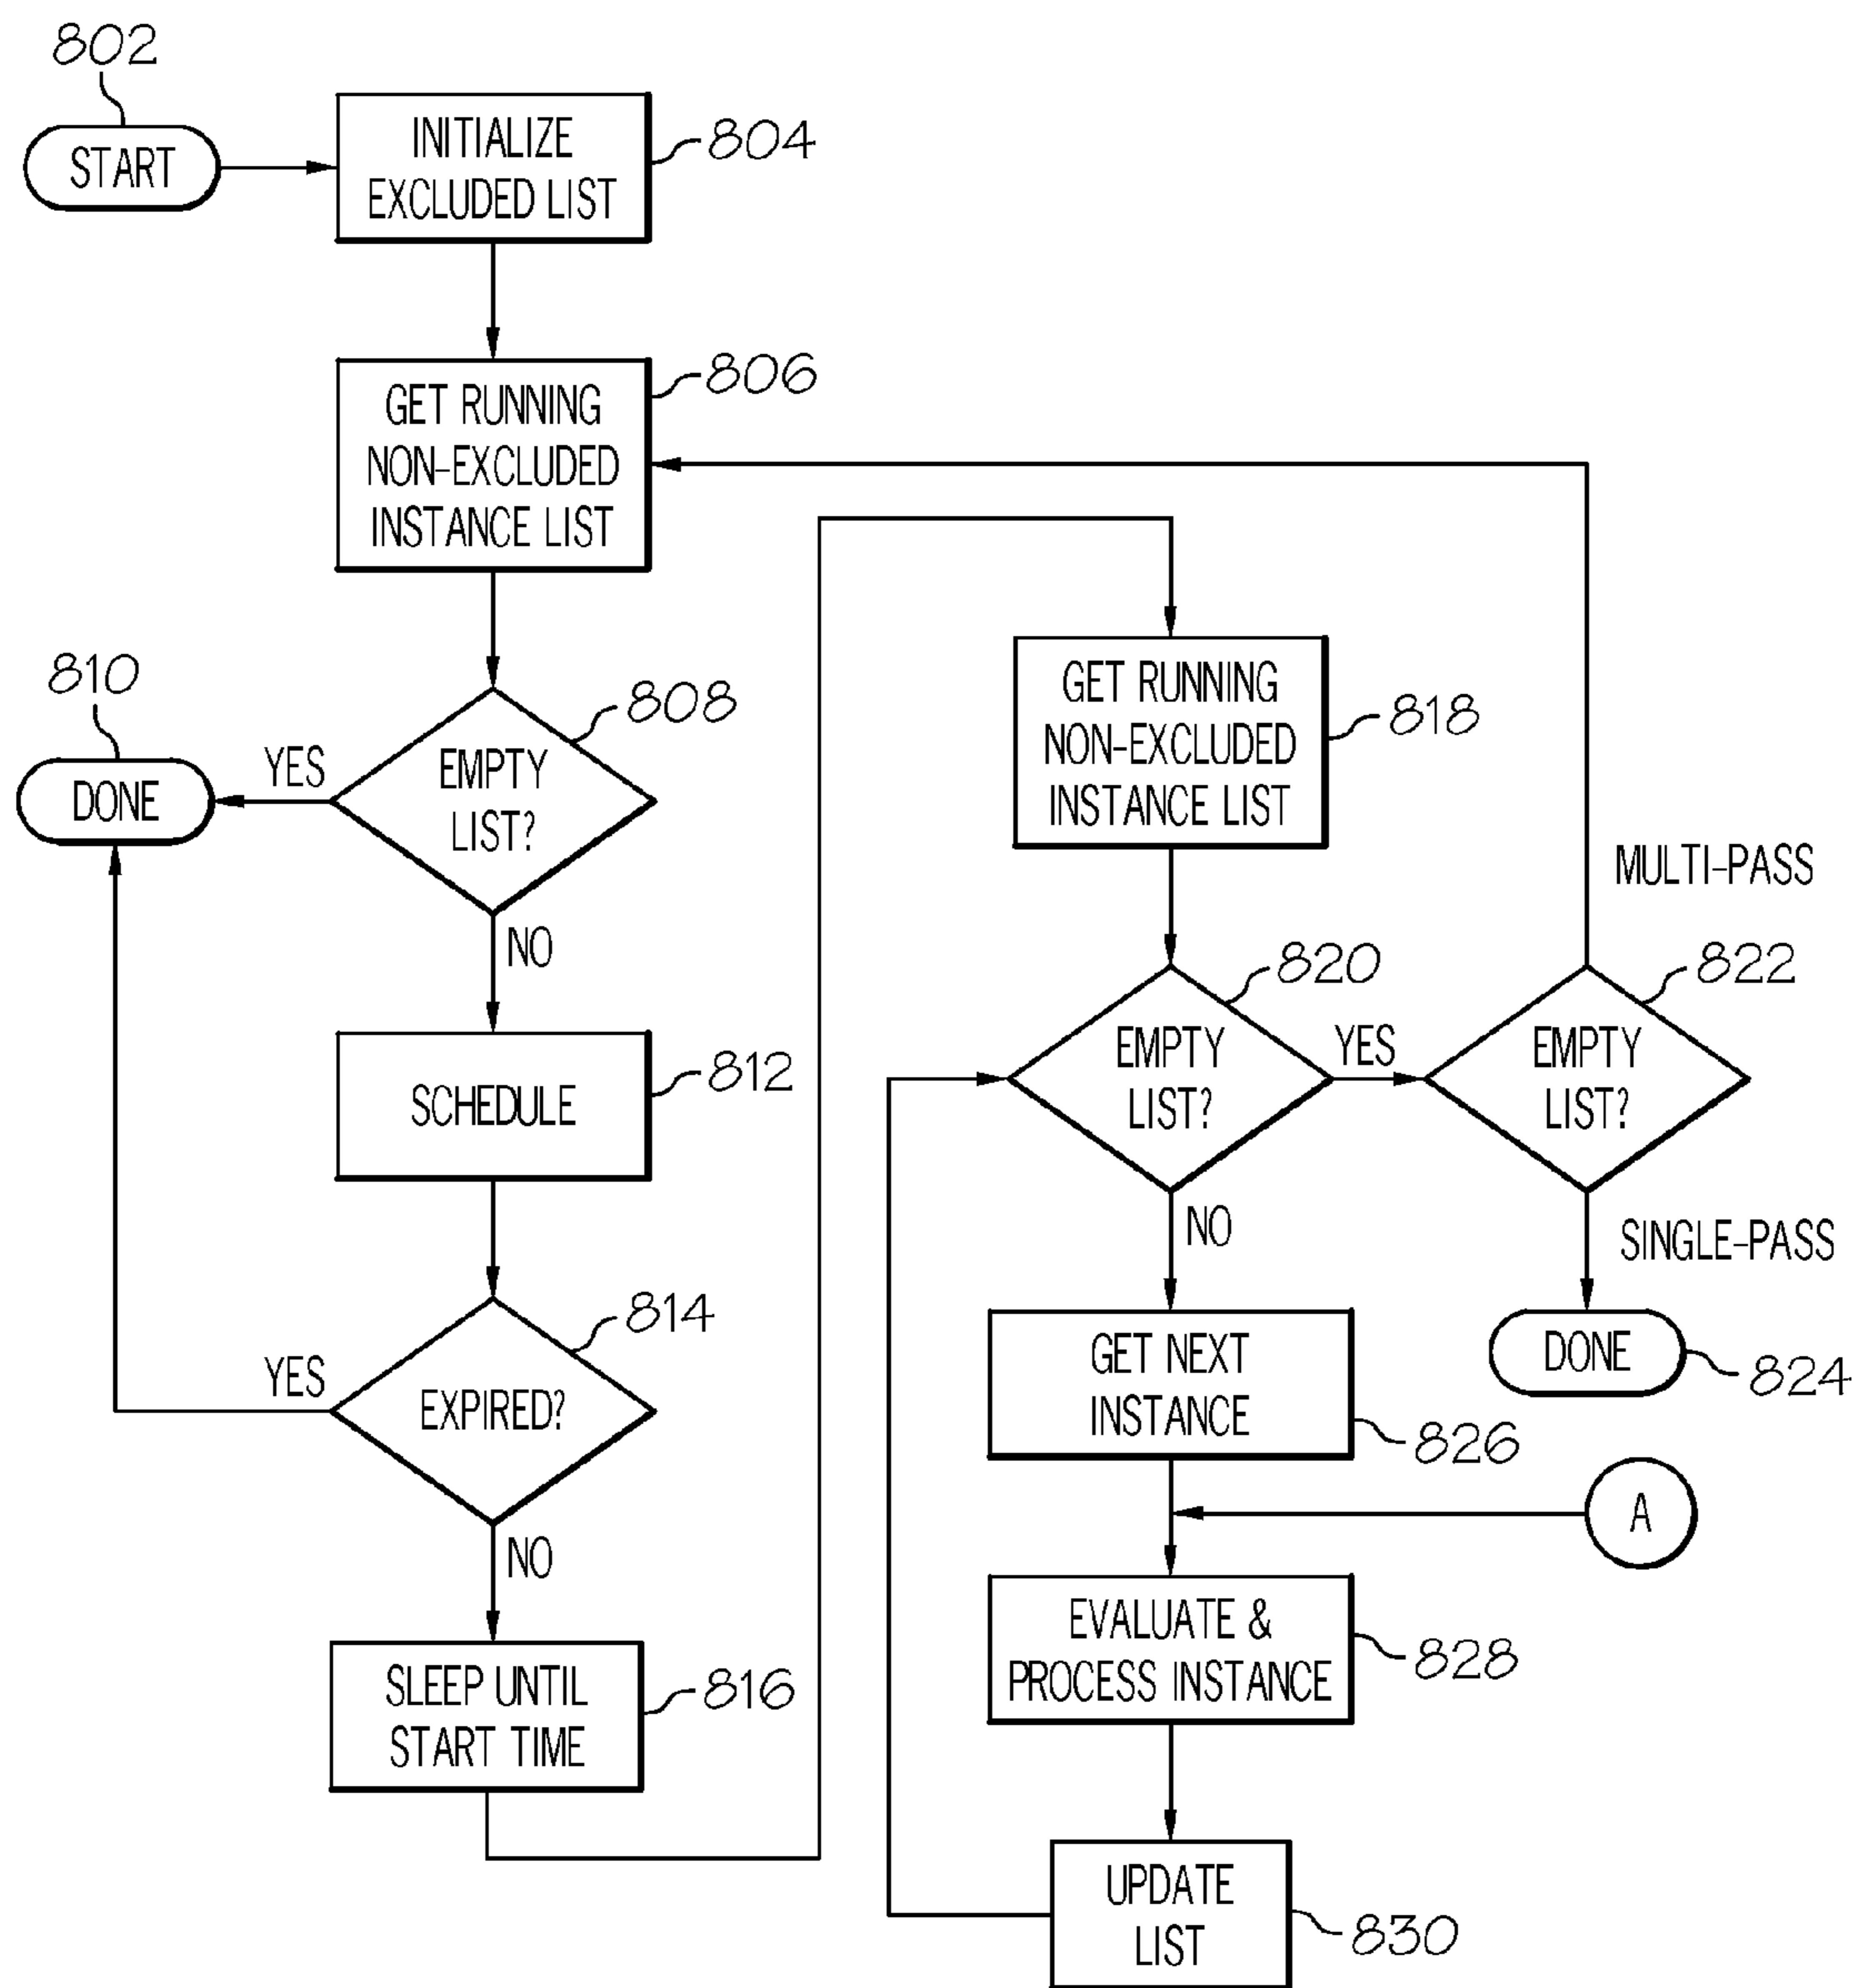 802
START
INITIALIZE
EXCLUDED LIST
804
GET RUNNING
NON-EXCLUDED
INSTANCE LIST
806
810
DONE
YES
EMPTY
LIST?
808
NO
SCHEDULE
812
YES
EXPIRED?
814
NO
SLEEP UNTIL
START TIME
816
GET RUNNING
NON-EXCLUDED
INSTANCE LIST
818
MULTI-PASS
EMPTY
LIST?
820
YES
EMPTY
LIST?
822
NO
SINGLE-PASS
DONE
824
GET NEXT
INSTANCE
826
A
EVALUATE &
PROCESS INSTANCE
828
UPDATE
LIST
830